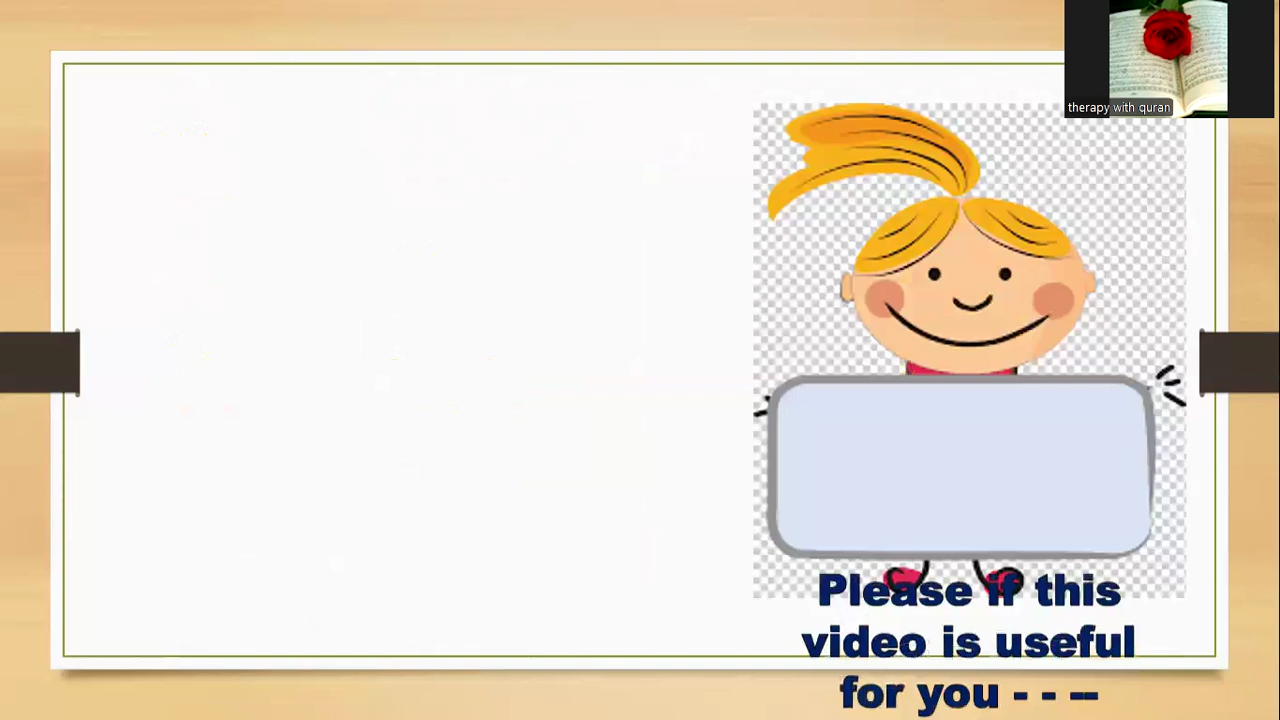 therapy with quran
Please if this
video is useful
for you - - --